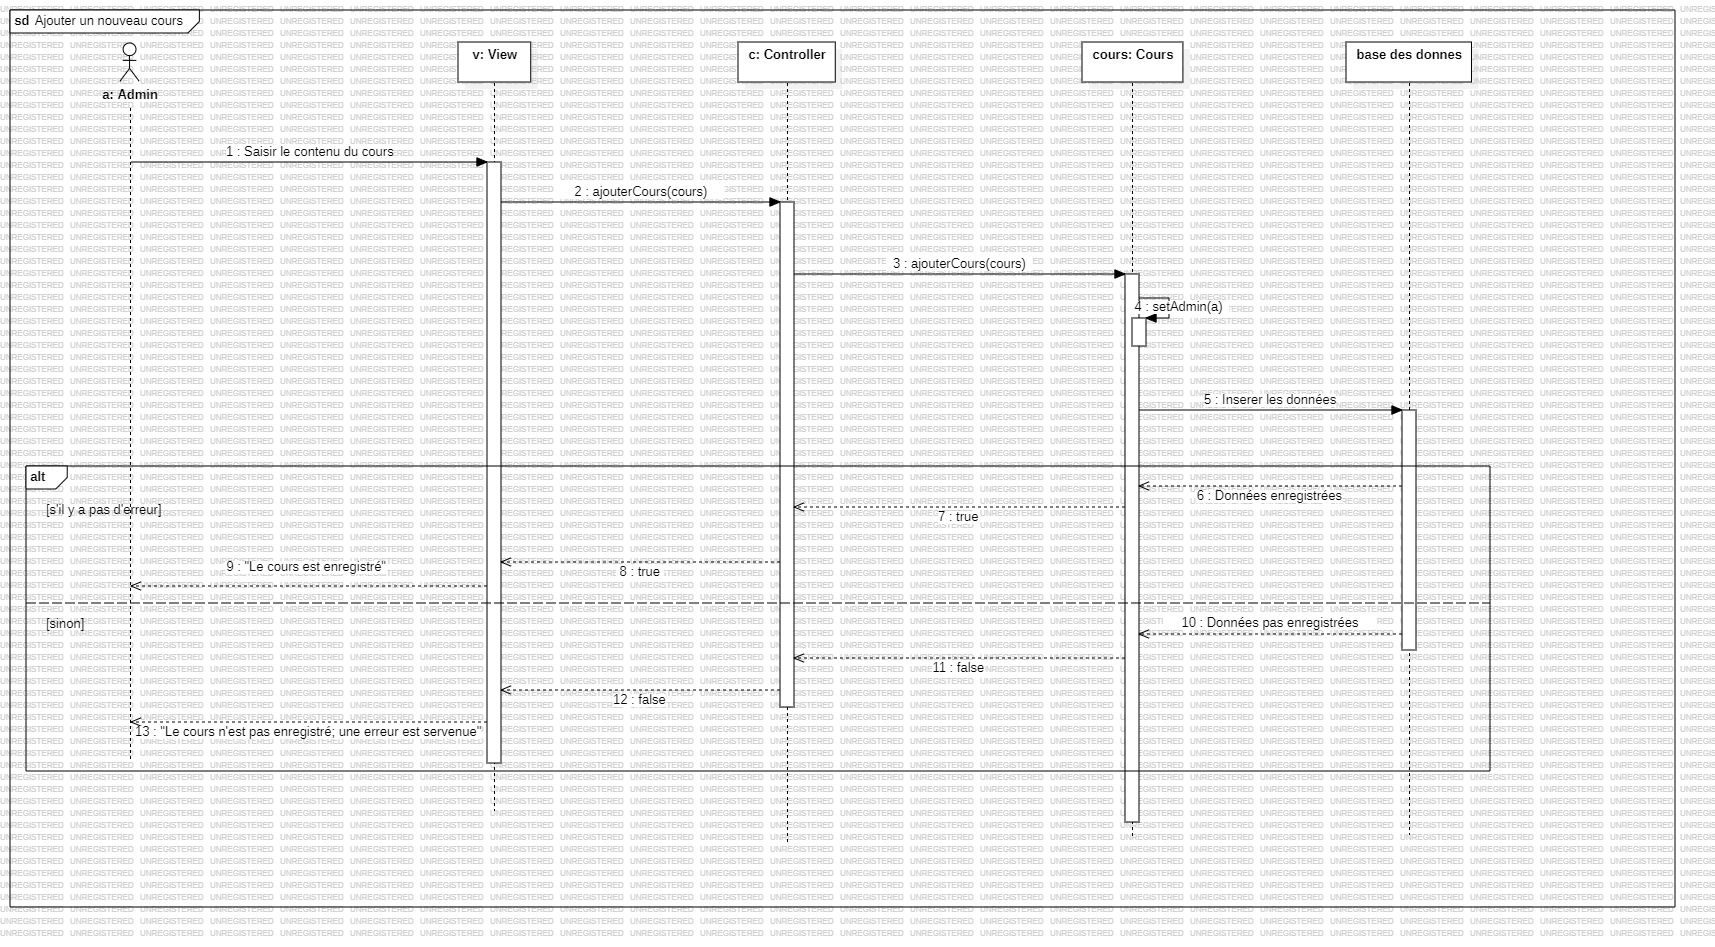 sd Ajouter un nouveau cours
a: Admin
v: View
c: Controller
cours: Cours
base des donnes
1 : Saisir le contenu du cours
2 : ajouterCours(cours)
3 : ajouterCours(cours)
4 : setAdmin(a)
5 : Inserer les données
alt
6 : Données enregistrées
[s'il y a pas d'erreur]
7 : true
9 : "Le cours est enregistré"
8 : true
[sinon]
10 : Données pas enregistrées
11 : false
12 : false
13 : "Le cours n'est pas enregistré; une erreur est servenue"
UNREGISTERED